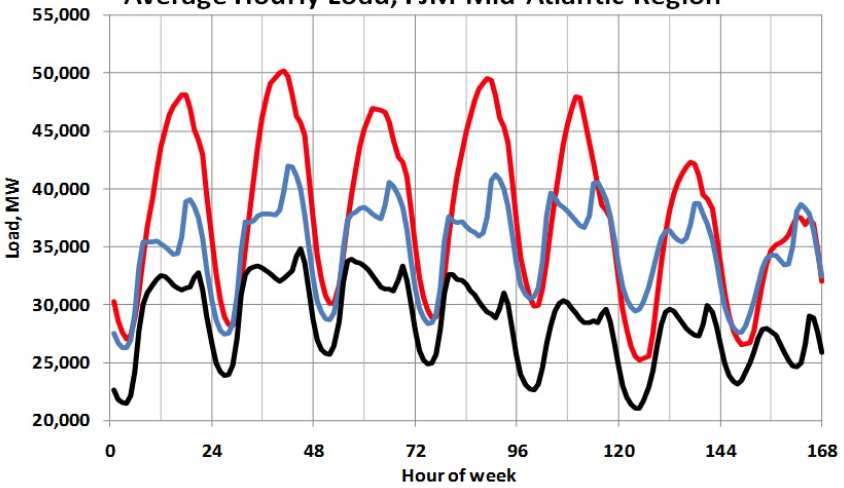 Average Hourly Load, PJM Mid-Atlantic Region
55,000
50,000
45,000
40,000
35,000
30,000
25,000
20,000
Load, MW
0 24 48 72 96 120 144 168
Hour of week